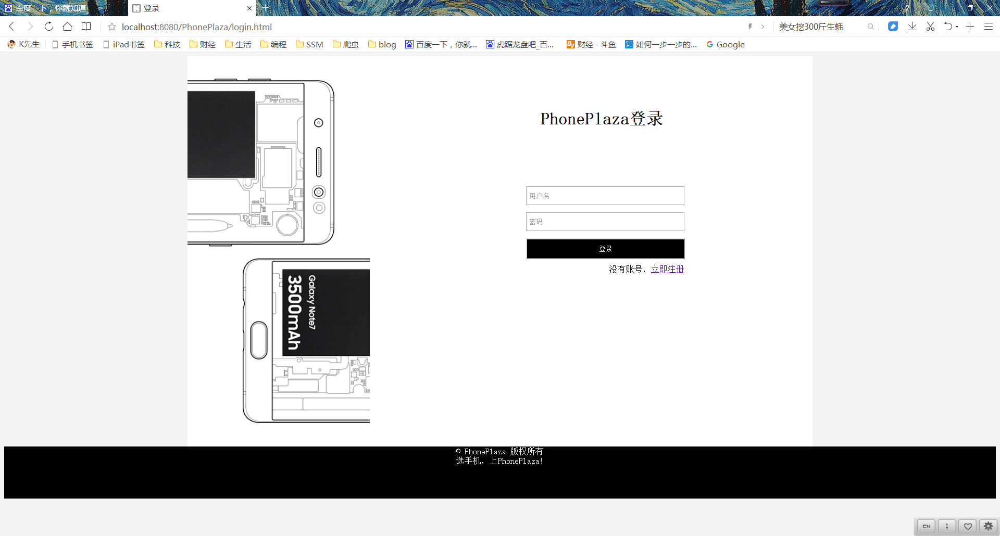 百度一下，你就知道
登录
2
localhost:8080/PhonePlaza/login.html
美女挖300斤生蚝
K先生
手机书签
iPad书签
科技
财经
生活
编程
SSM
爬虫
blog
百度一下，你就...
虎踞龙盘吧_百...
财经 - 斗鱼
知 如何一步一步的...
Google
PhonePlaza登录
用户名
密码
登录
没有账号，立即注册
Galaxy Note7
3500mAh
© PhonePlaza 版权所有
选手机，上PhonePlaza!
CN